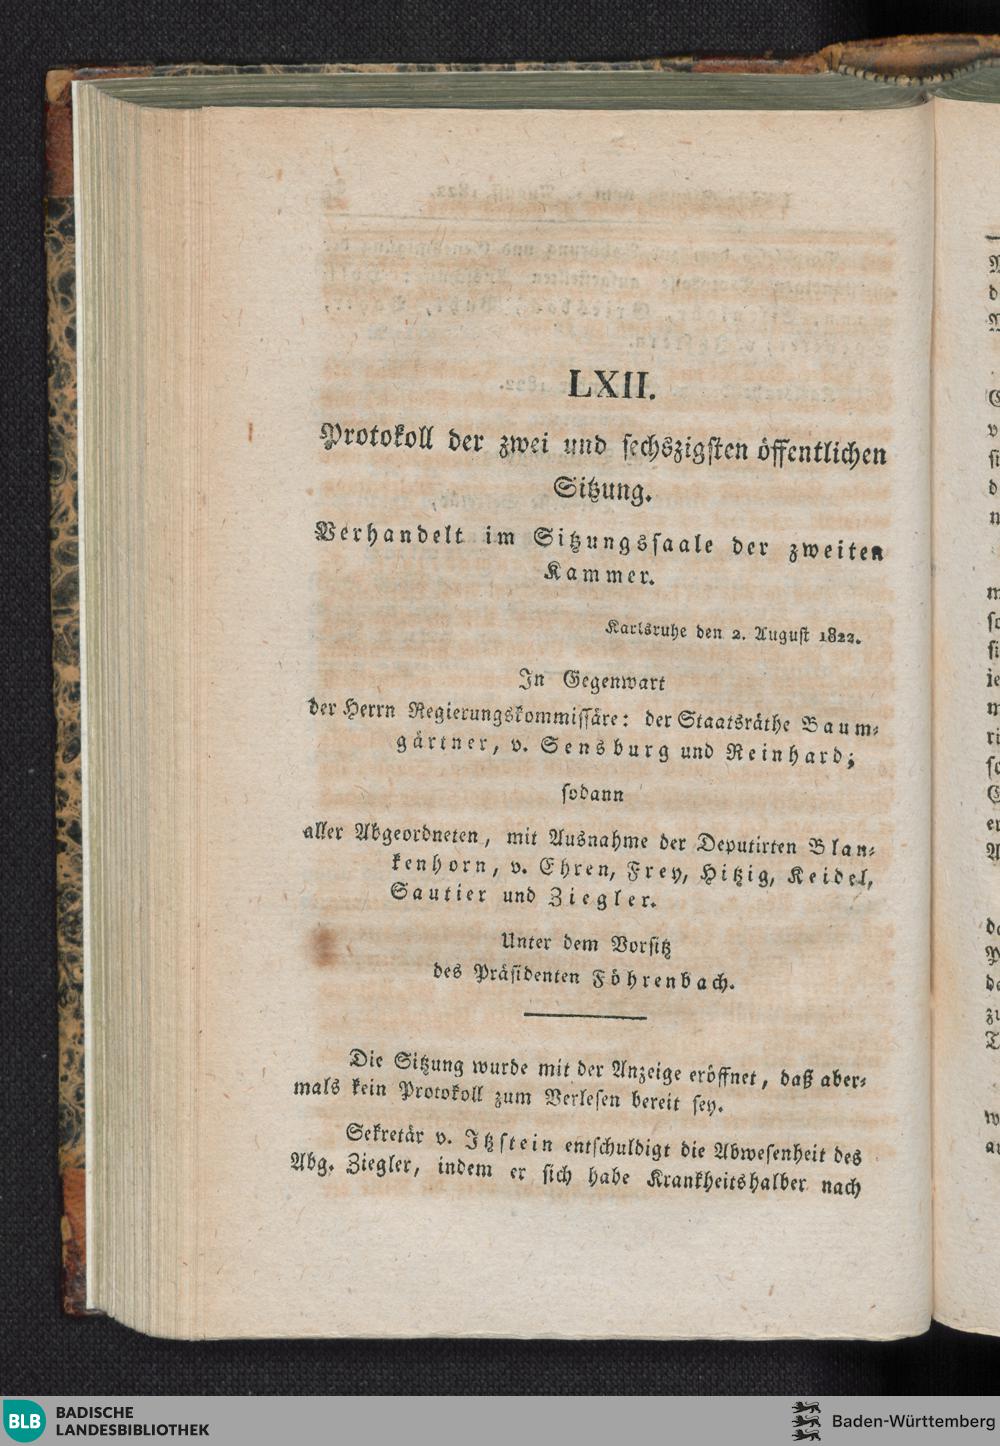 LXII.
Protokoll der zwei und sechszigsten öffentlichen
Sitzung.
Verhandelt im Sitzungssaale der zweiten
Kammer.
Karlsruhe den 2. August 1822.
In Gegenwart
der Herrn Regierungskommissäre: der Staatsräthe Baum-
gärtner, v. Sensburg und Reinhard;
sodann
aller Abgeordneten, mit Ausnahme der Deputirten Blan-
kenhorn, v. Ehren, Frey, Hitzig, Keidel,
Sautier und Ziegler.
Unter dem Vorsitz
des Präsidenten Föhrenbach.
Die Sitzung wurde mit der Anzeige eröffnet, daß aber-
mals kein Protokoll zum Verlesen bereit sey.
Sekretär v. Itzstein entschuldigt die Abwesenheit des
Abg. Ziegler, indem er sich habe Krankheitshalber nach
BLB BADISCHE
LANDESBIBLIOTHEK
Baden-Württemberg